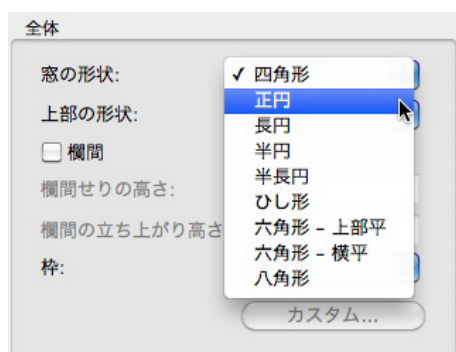 全体
窓の形状:
✓ 四角形
正円
上部の形状:
長円
欄間
半円
半長円
欄間せりの高さ:
ひし形
欄間の立ち上がり高さ
六角形 – 上部平
六角形 – 横平
枠:
八角形
カスタム...